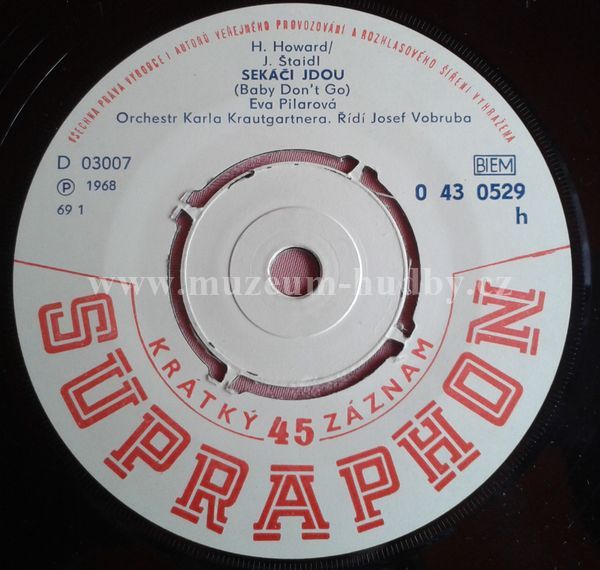 VŠECHNA PRÁVA VÝROBCE I AUTORŮ VEŘEJNÉHO PROVOZOVÁNÍ A ROZHLASOVÉHO ŠÍŘENÍ VYHRAŽENA
H. Howard/
J. Štaidl
SEKÁČI JDOU
(Baby Don't Go)
Eva Pilarová
Orchestr Karla Krautgartnera. Řídí Josef Vobruba
D 03007
℗ 1968
69 1
BIEM
0 43 0529
h
www.muzeum-hudby.cz
KRÁTKÝ 45 ZÁZNAM
SUPRAPHON